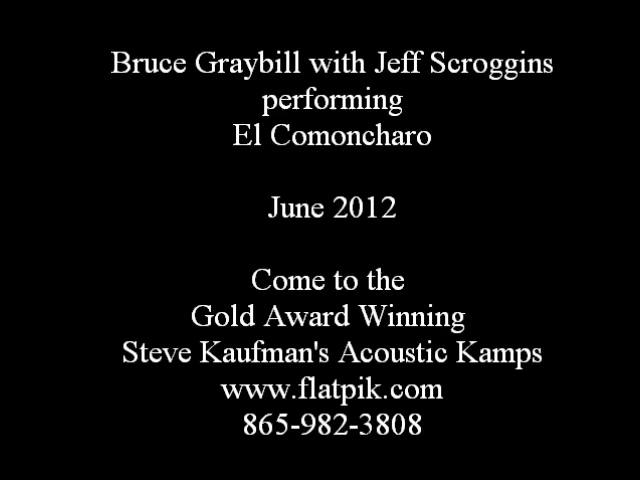 Bruce Graybill with Jeff Scroggins
performing
El Comoncharo
June 2012
Come to the
Gold Award Winning
Steve Kaufman's Acoustic Kamps
www.flatpik.com
865-982-3808